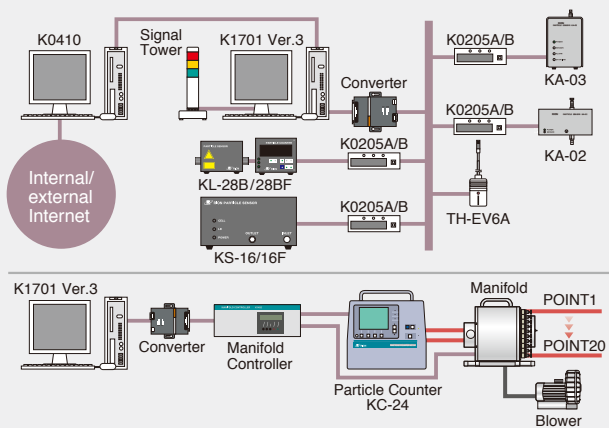 K0410
Signal
Tower
K1701 Ver.3
Converter
K0205A/B
KA-03
K0205A/B
KA-02
Internal/
external
Internet
KL-28B/28BF
K0205A/B
TH-EV6A
KS-16/16F
K0205A/B
K1701 Ver.3
Converter
Manifold
Controller
Particle Counter
KC-24
Manifold
POINT1
POINT20
Blower